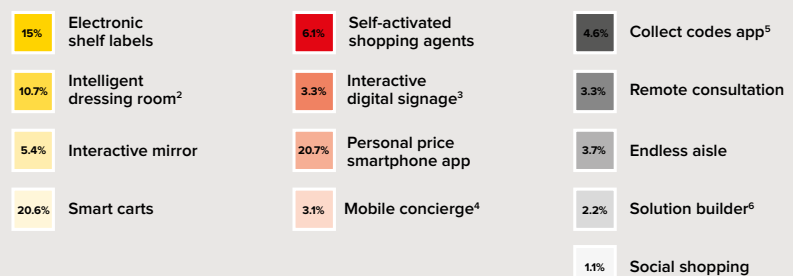 15% Electronic
shelf labels
10.7% Intelligent
dressing room²
5.4% Interactive mirror
20.6% Smart carts
6.1% Self-activated
shopping agents
3.3% Interactive
digital signage³
20.7% Personal price
smartphone app
3.1% Mobile concierge⁴
4.6% Collect codes app⁵
3.3% Remote consultation
3.7% Endless aisle
2.2% Solution builder⁶
1.1% Social shopping